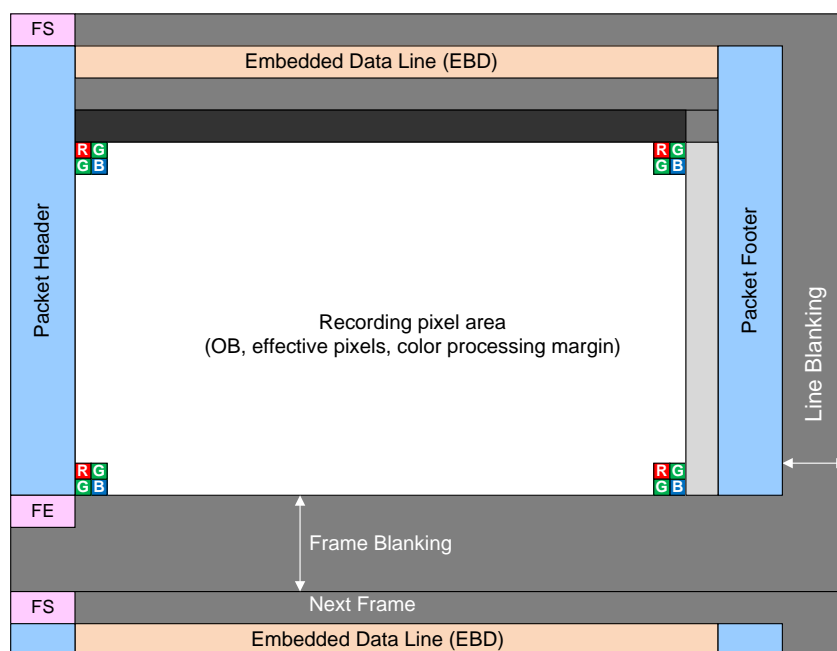 FS
Embedded Data Line (EBD)
R G
G B
R G
G B
Packet Header
Recording pixel area
(OB, effective pixels, color processing margin)
Packet Footer
Line Blanking
R G
G B
R G
G B
FE
Frame Blanking
FS
Next Frame
Embedded Data Line (EBD)